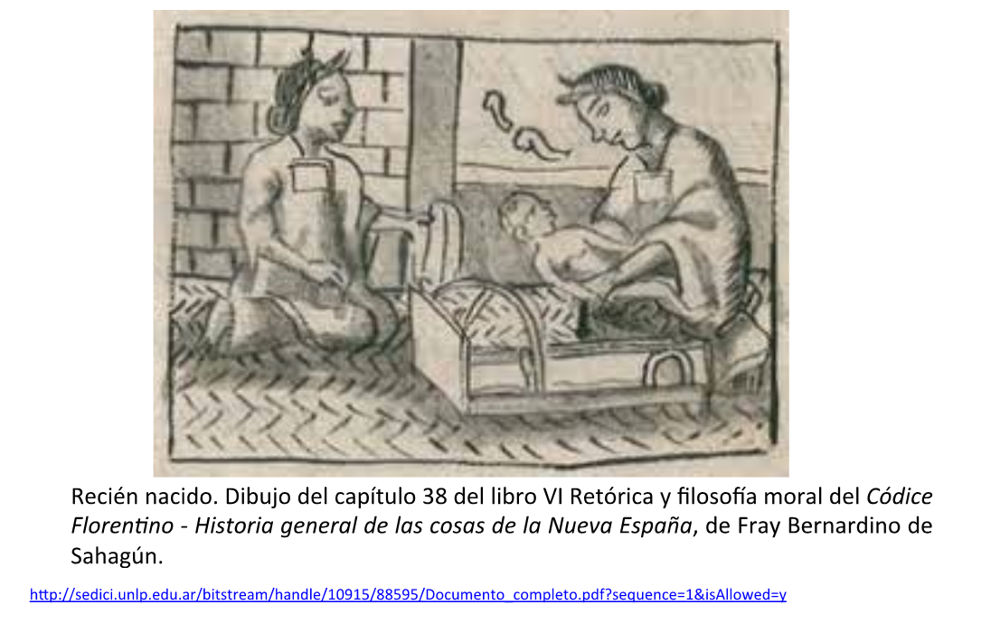 Recién nacido. Dibujo del capítulo 38 del libro VI Retórica y filosofía moral del Códice
Florentino - Historia general de las cosas de la Nueva España, de Fray Bernardino de
Sahagún.
http://sedici.unlp.edu.ar/bitstream/handle/10915/88595/Documento_completo.pdf?sequence=1&isAllowed=y